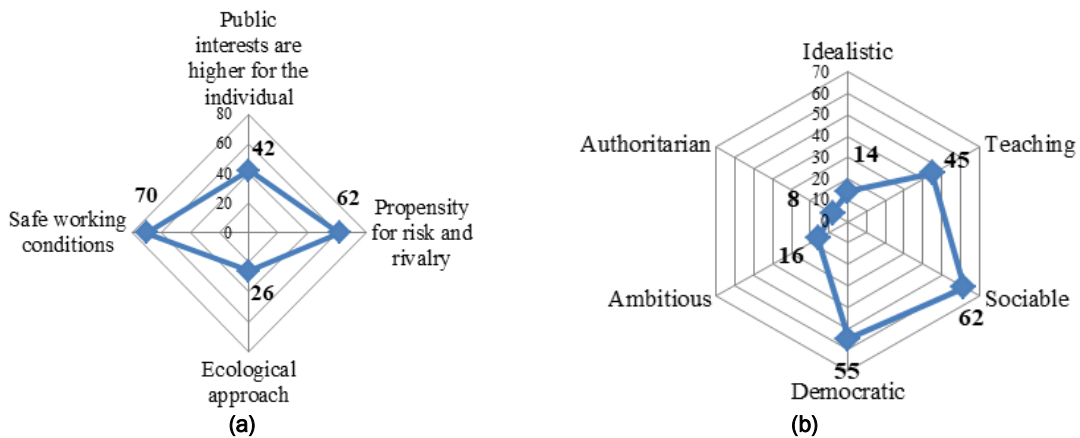 Public
interests are
higher for the
individual
80
60
40
20
0
42
62
26
70
Propensity
for risk and
rivalry
Ecological
approach
Safe working
conditions
(a)
Idealistic
70
60
50
40
30
20
10
0
14
45
62
55
16
8
Teaching
Sociable
Democratic
Ambitious
Authoritarian
(b)